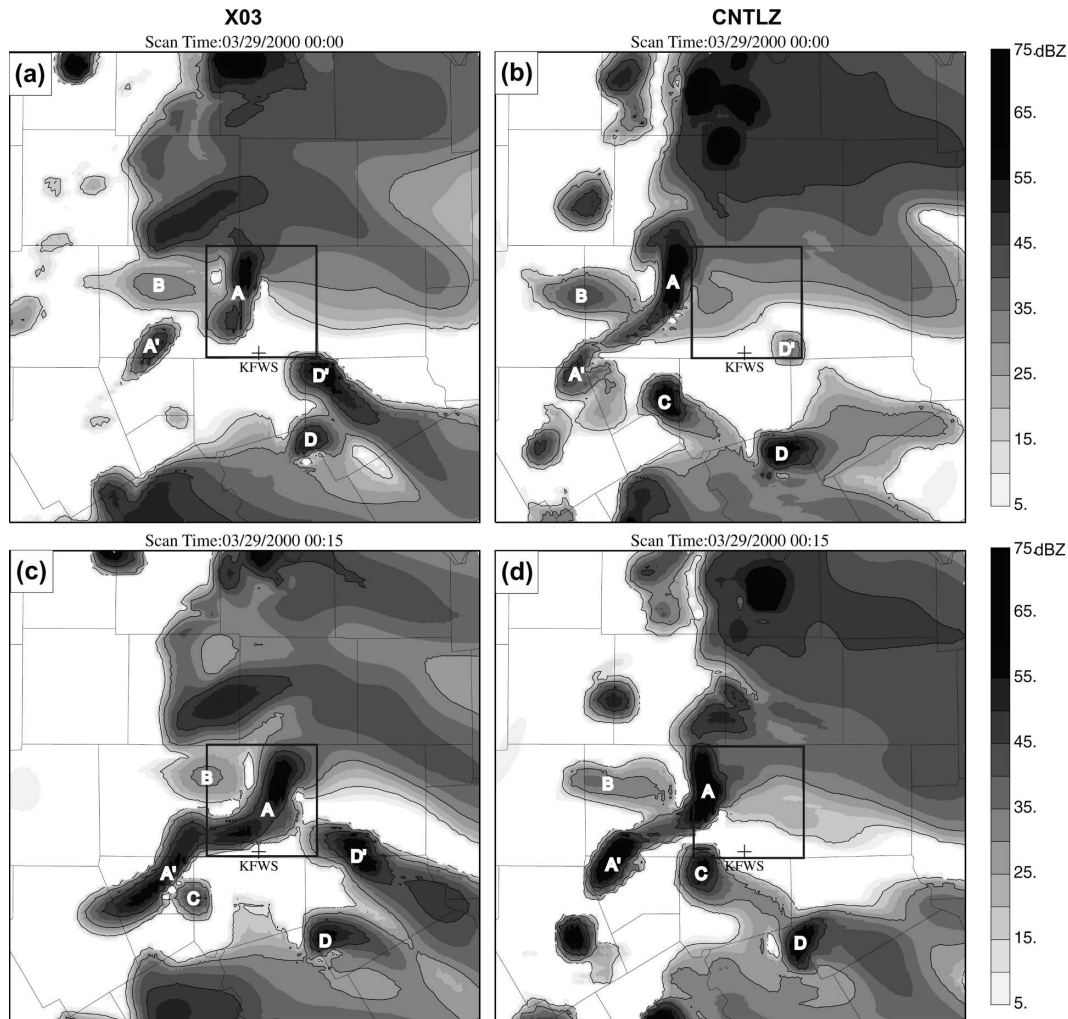 X03
CNTLZ
Scan Time:03/29/2000 00:00
Scan Time:03/29/2000 00:00
(a)
(b)
75.dBZ
65.
55.
45.
35.
25.
15.
5.
B
A
A'
D'
KFWS
D
B
A
A'
D'
KFWS
C
D
Scan Time:03/29/2000 00:15
Scan Time:03/29/2000 00:15
(c)
(d)
75.dBZ
65.
55.
45.
35.
25.
15.
5.
B
A
A'
D'
KFWS
C
D
B
A
A'
KFWS
C
D